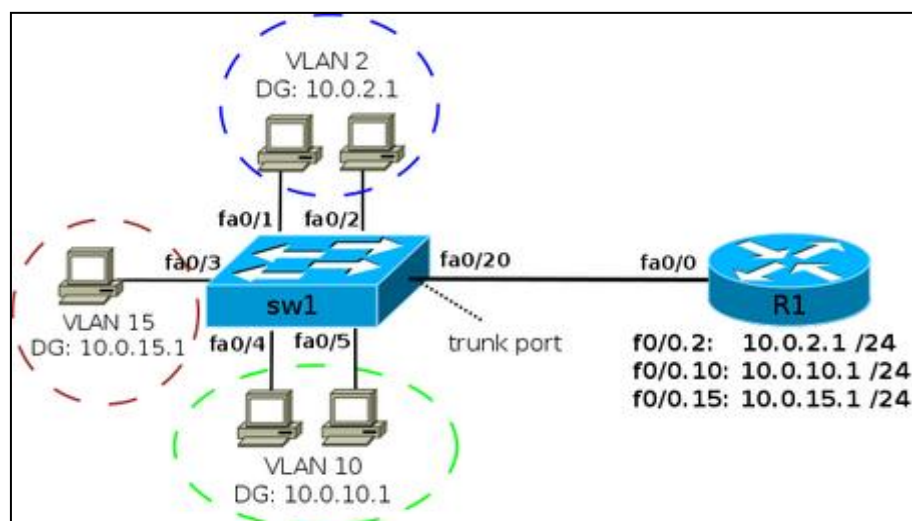 VLAN 2
DG: 10.0.2.1
fa0/1
fa0/2
fa0/3
fa0/20
fa0/0
VLAN 15
DG: 10.0.15.1
sw1
R1
fa0/4
fa0/5
trunk port
f0/0.2: 10.0.2.1 /24
f0/0.10: 10.0.10.1 /24
f0/0.15: 10.0.15.1 /24
VLAN 10
DG: 10.0.10.1